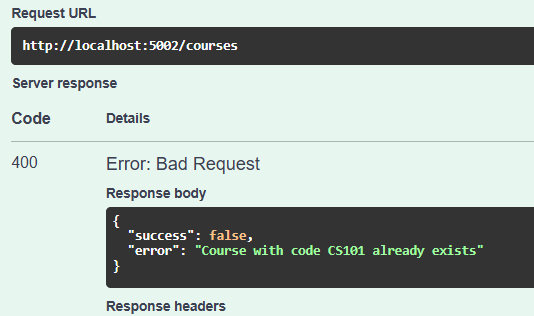 Request URL
http://localhost:5002/courses
Server response
Code Details
400 Error: Bad Request
Response body
{
"success": false,
"error": "Course with code CS101 already exists"
}
Response headers